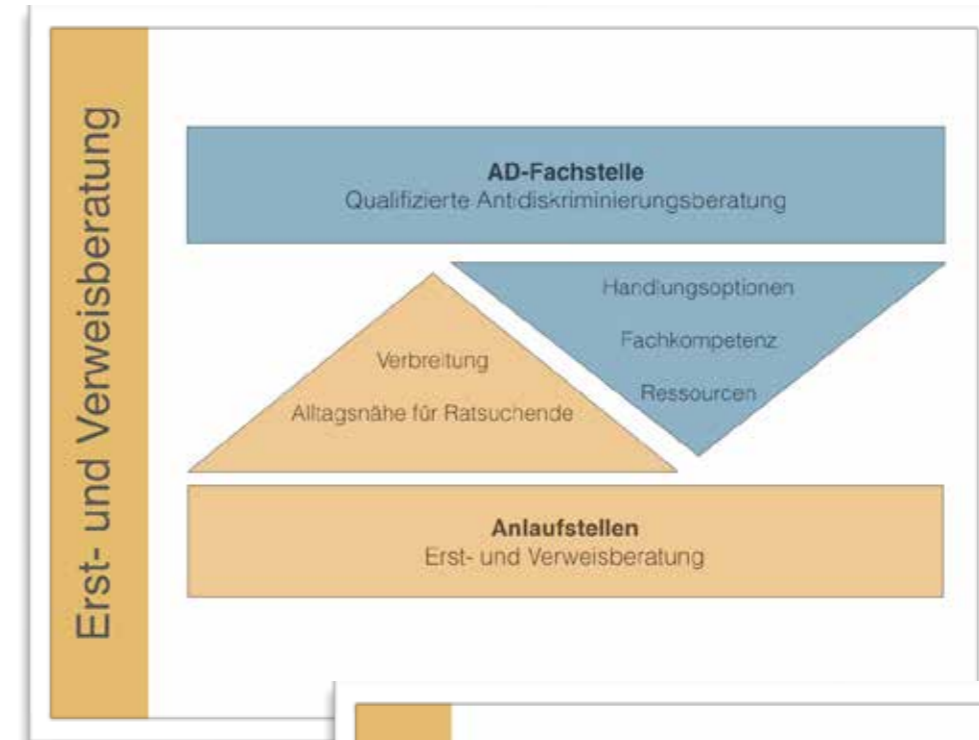 Erst- und Verweisberatung
AD-Fachstelle
Qualifizierte Antidiskriminierungsberatung
Handlungsoptionen
Fachkompetenz
Ressourcen
Verbreitung
Alltagsnähe für Ratsuchende
Anlaufstellen
Erst- und Verweisberatung